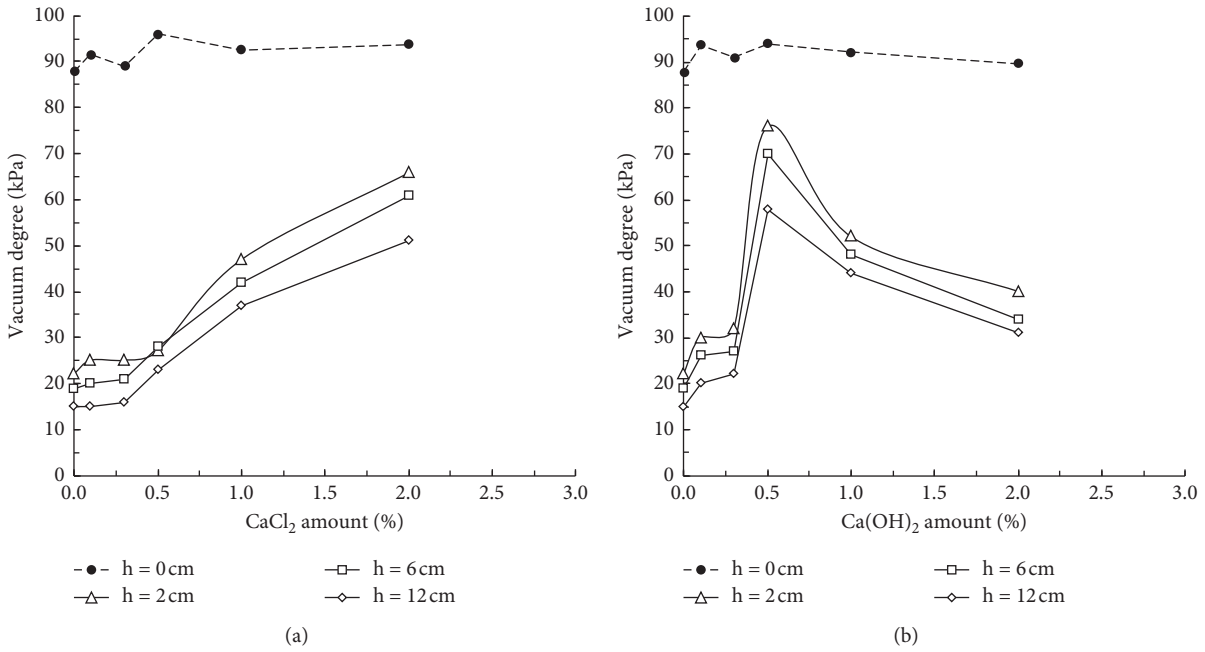 100
90
80
70
60
50
40
30
20
10
0
Vacuum degree (kPa)
0.0 0.5 1.0 1.5 2.0 2.5 3.0
CaCl₂ amount (%)
h = 0 cm h = 6 cm
h = 2 cm h = 12 cm
(a)
100
90
80
70
60
50
40
30
20
10
0
Vacuum degree (kPa)
0.0 0.5 1.0 1.5 2.0 2.5 3.0
Ca(OH)₂ amount (%)
h = 0 cm h = 6 cm
h = 2 cm h = 12 cm
(b)